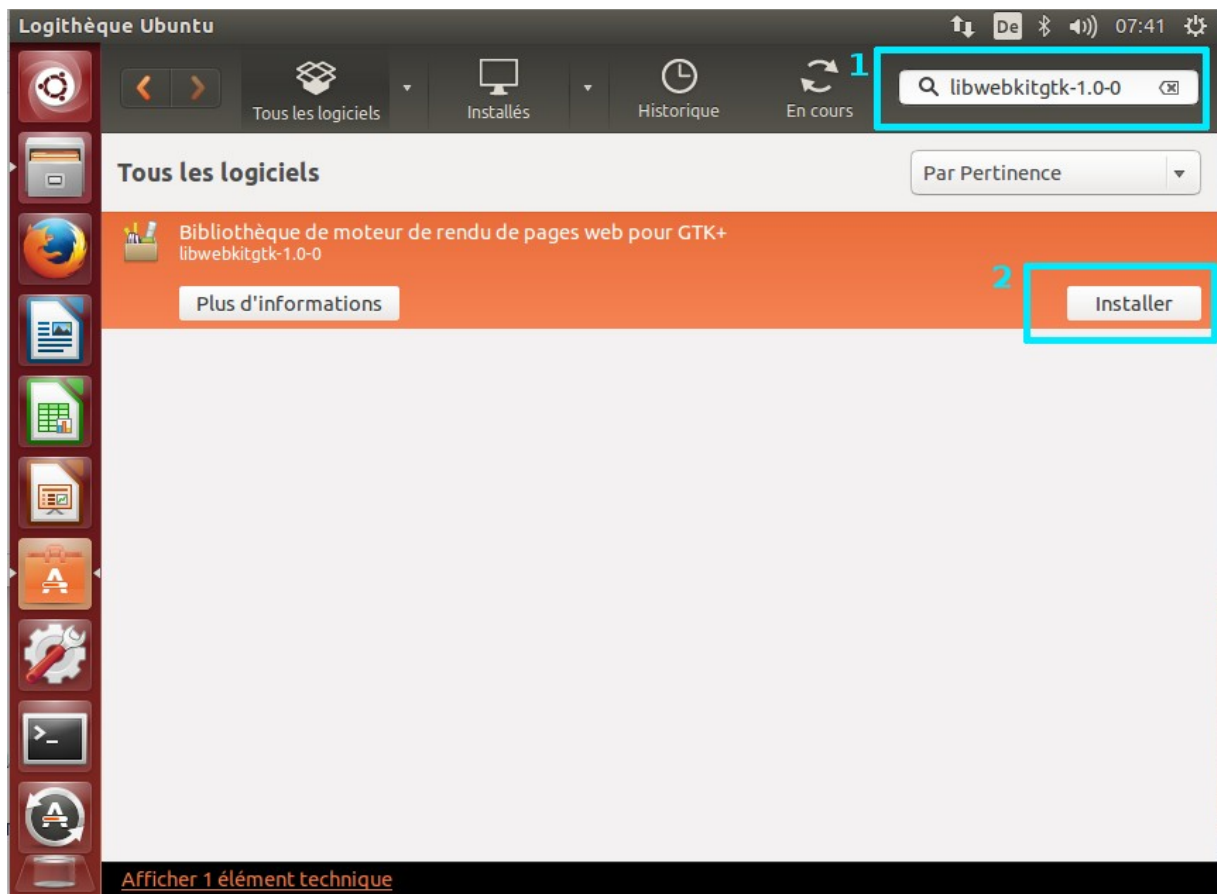 Logithèque Ubuntu
De
07:41
Tous les logiciels
Installés
Historique
En cours
1
libwebkitgtk-1.0-0
Tous les logiciels
Par Pertinence
Bibliothèque de moteur de rendu de pages web pour GTK+
libwebkitgtk-1.0-0
Plus d'informations
2
Installer
Afficher 1 élément technique